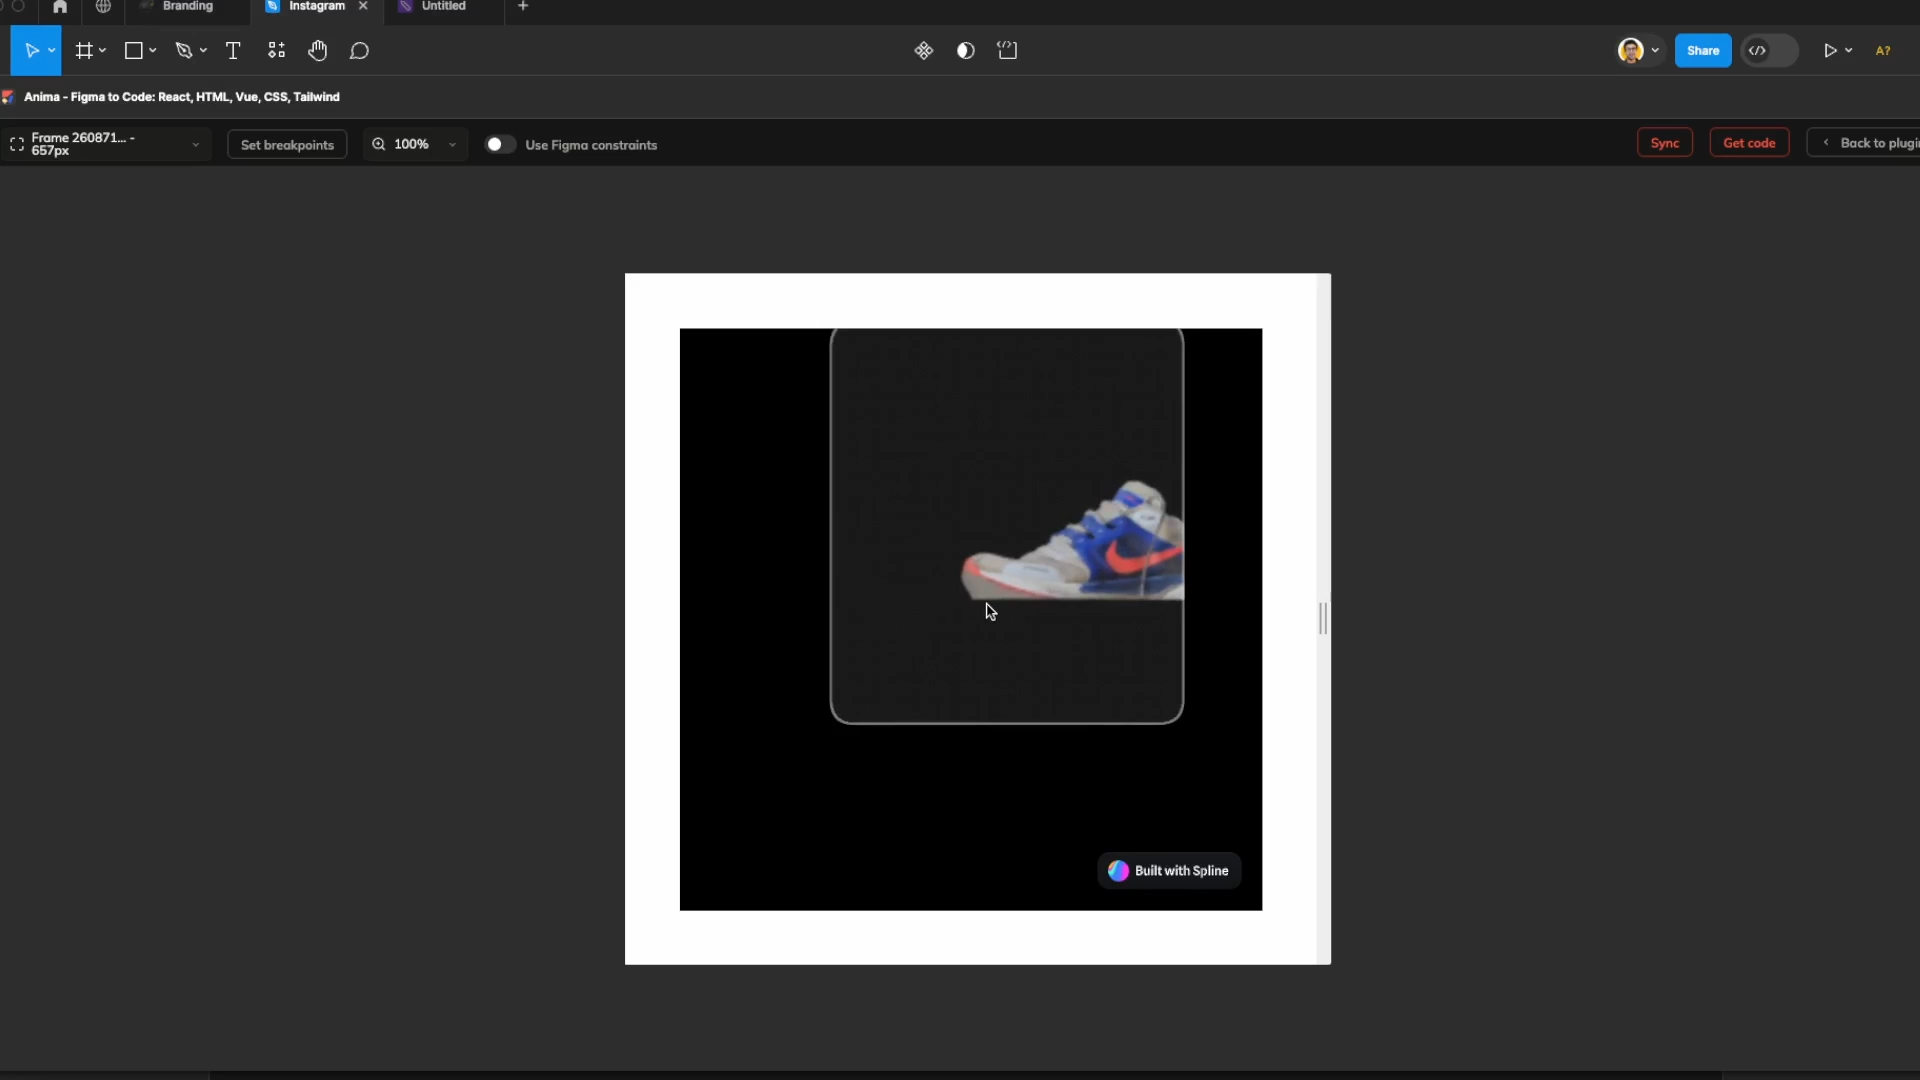 Branding
Instagram
Untitled
Share
A?
Anima - Figma to Code: React, HTML, Vue, CSS, Tailwind
Frame 260871... -
657px
Set breakpoints
100%
Use Figma constraints
Sync
Get code
Back to plugi
Built with Spline